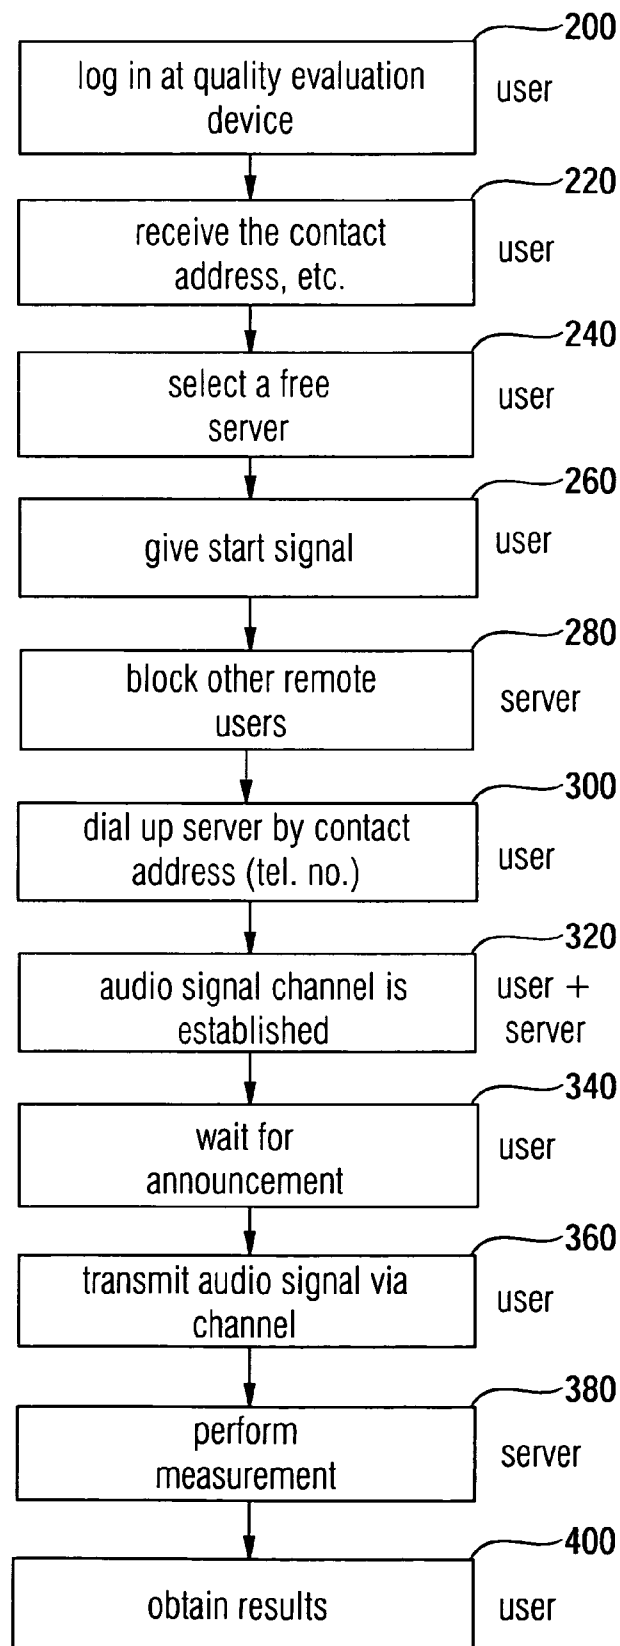 200
log in at quality evaluation
device
user
220
receive the contact
address, etc.
user
240
select a free
server
user
260
give start signal
user
280
block other remote
users
server
300
dial up server by contact
address (tel. no.)
user
320
audio signal channel is
established
user +
server
340
wait for
announcement
user
360
transmit audio signal via
channel
user
380
perform
measurement
server
400
obtain results
user